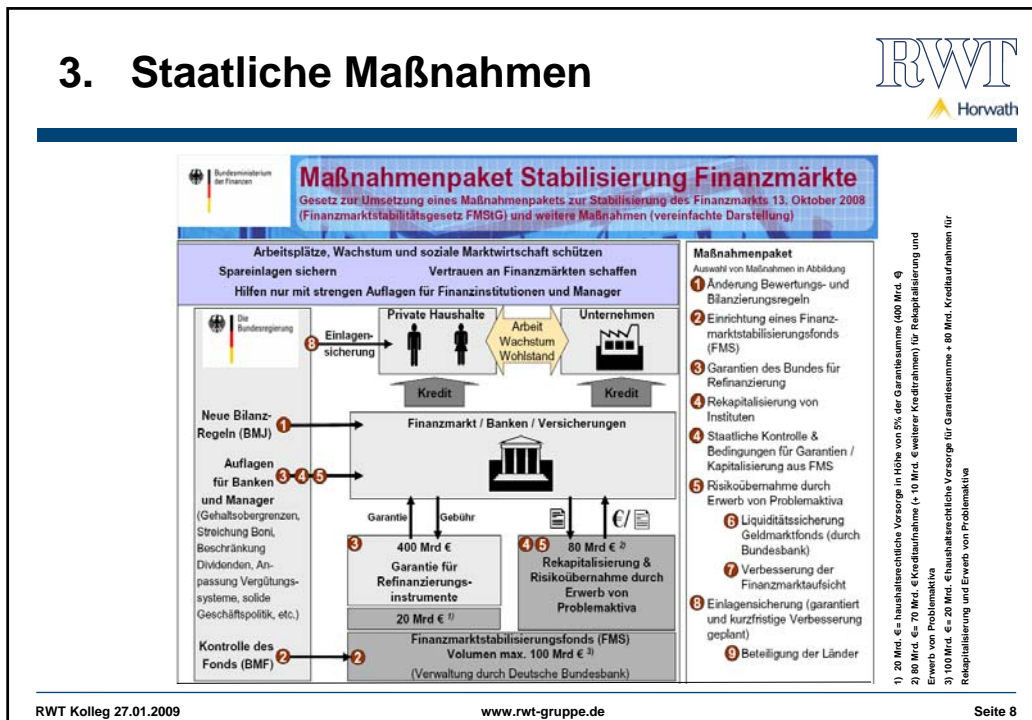 3. Staatliche Maßnahmen
RWT
Horwath
Bundesministerium
der Finanzen
Maßnahmenpaket Stabilisierung Finanzmärkte
Gesetz zur Umsetzung eines Maßnahmenpakets zur Stabilisierung des Finanzmarkts 13. Oktober 2008
(Finanzmarktstabilitätsgesetz FMStG) und weitere Maßnahmen (vereinfachte Darstellung)
Arbeitsplätze, Wachstum und soziale Marktwirtschaft schützen
Spareinlagen sichern Vertrauen an Finanzmärkten schaffen
Hilfen nur mit strengen Auflagen für Finanzinstitutionen und Manager
Die
Bundesregierung
8 Einlagen-
sicherung
Private Haushalte
Arbeit
Wachstum
Wohlstand
Unternehmen
Kredit
Kredit
Neue Bilanz-
Regeln (BMJ)
1
Finanzmarkt / Banken / Versicherungen
Auflagen
für Banken
und Manager
3 4 5
(Gehaltsobergrenzen,
Streichung Boni,
Beschränkung
Dividenden, An-
passung Vergütungs-
systeme, solide
Geschäftspolitik, etc.)
Garantie
Gebühr
€/
3
400 Mrd €
Garantie für
Refinanzierungs-
instrumente
20 Mrd € 1)
4 5
80 Mrd € 2)
Rekapitalisierung &
Risikoübernahme durch
Erwerb von
Problemaktiva
Kontrolle des
Fonds (BMF)
2
2
Finanzmarktstabilisierungsfonds (FMS)
Volumen max. 100 Mrd € 3)
(Verwaltung durch Deutsche Bundesbank)
Maßnahmenpaket
Auswahl von Maßnahmen in Abbildung
1 Änderung Bewertungs- und
Bilanzierungsregeln
2 Einrichtung eines Finanz-
marktstabilisierungsfonds
(FMS)
3 Garantien des Bundes für
Refinanzierung
4 Rekapitalisierung von
Instituten
4 Staatliche Kontrolle &
Bedingungen für Garantien /
Kapitalisierung aus FMS
5 Risikoübernahme durch
Erwerb von Problemaktiva
6 Liquiditätssicherung
Geldmarktfonds (durch
Bundesbank)
7 Verbesserung der
Finanzmarktaufsicht
8 Einlagensicherung (garantiert
und kurzfristige Verbesserung
geplant)
9 Beteiligung der Länder
1) 20 Mrd. € = haushaltsrechtliche Vorsorge in Höhe von 5% der Garantiesumme (400 Mrd. €)
2) 80 Mrd. € = 70 Mrd. € Kreditaufnahme (+ 10 Mrd. € weiterer Kreditrahmen) für Rekapitalisierung und
Erwerb von Problemaktiva
3) 100 Mrd. € = 20 Mrd. € haushaltsrechtliche Vorsorge für Garantiesumme + 80 Mrd. Kreditaufnahmen für
Rekapitalisierung und Erwerb von Problemaktiva
RWT Kolleg 27.01.2009
www.rwt-gruppe.de
Seite 8